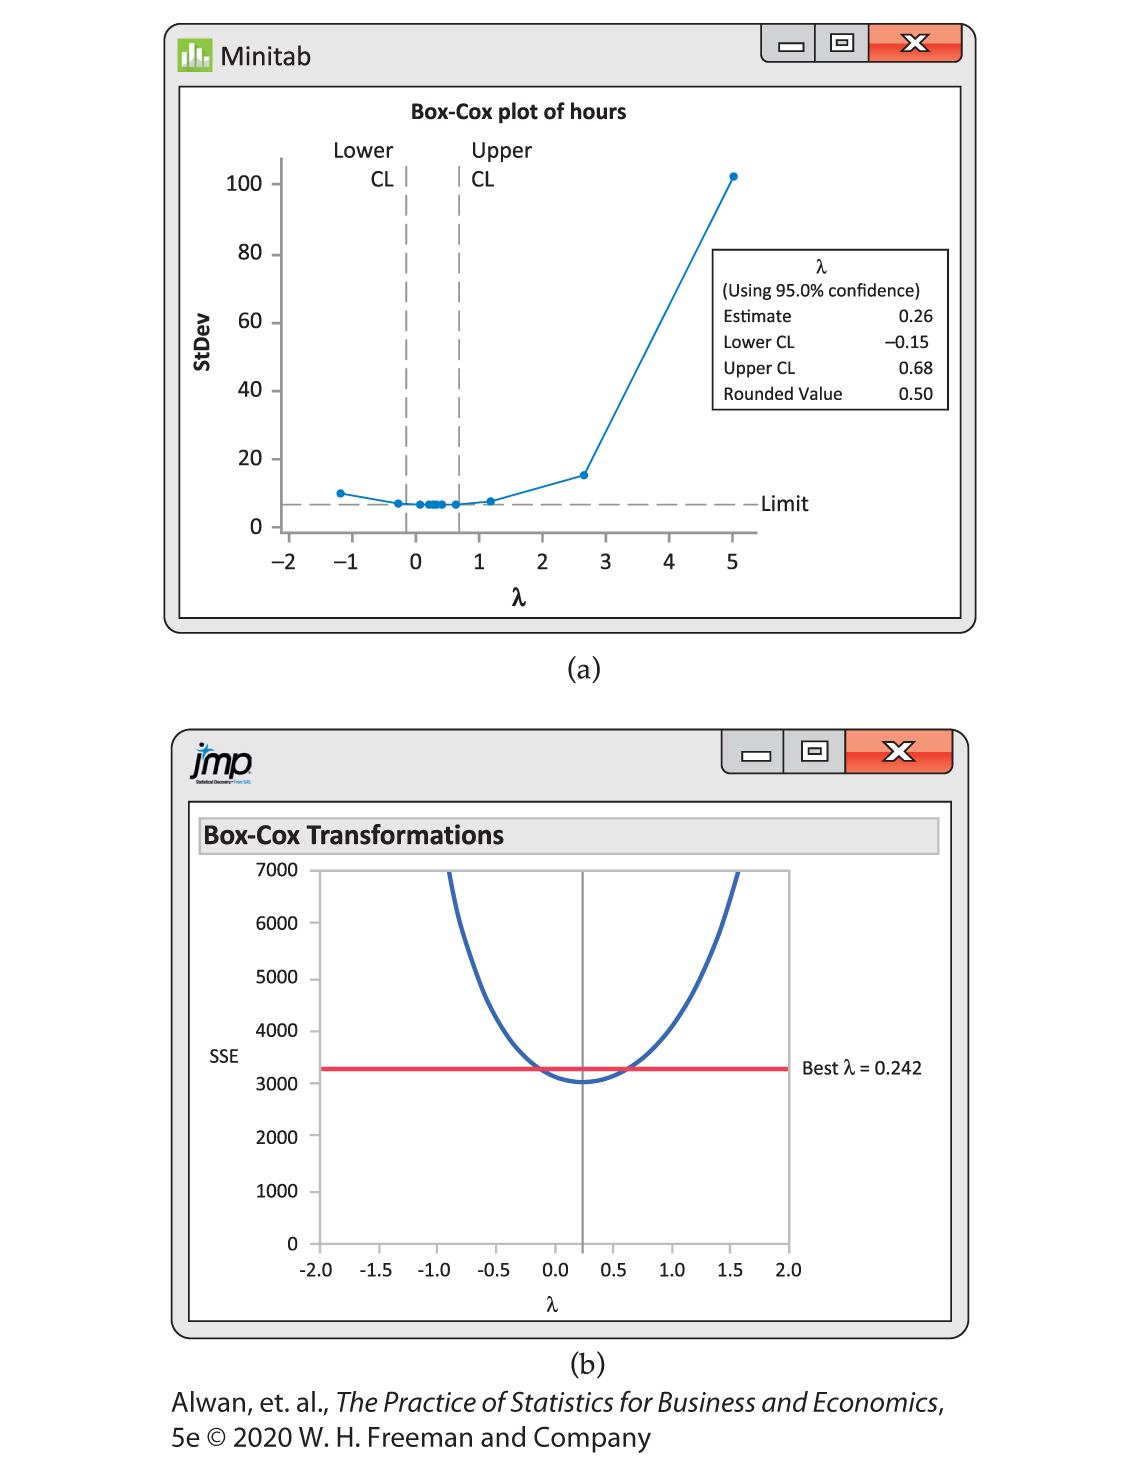 Minitab
Box-Cox plot of hours
Lower
CL
Upper
CL
100
80
60
40
20
0
StDev
λ
(Using 95.0% confidence)
Estimate 0.26
Lower CL –0.15
Upper CL 0.68
Rounded Value 0.50
Limit
–2 –1 0 1 2 3 4 5
λ
(a)
jmp
Statistical Discovery. From SAS.
Box-Cox Transformations
7000
6000
5000
4000
3000
2000
1000
0
SSE
Best λ = 0.242
-2.0 -1.5 -1.0 -0.5 0.0 0.5 1.0 1.5 2.0
λ
(b)
Alwan, et. al., The Practice of Statistics for Business and Economics,
5e © 2020 W. H. Freeman and Company